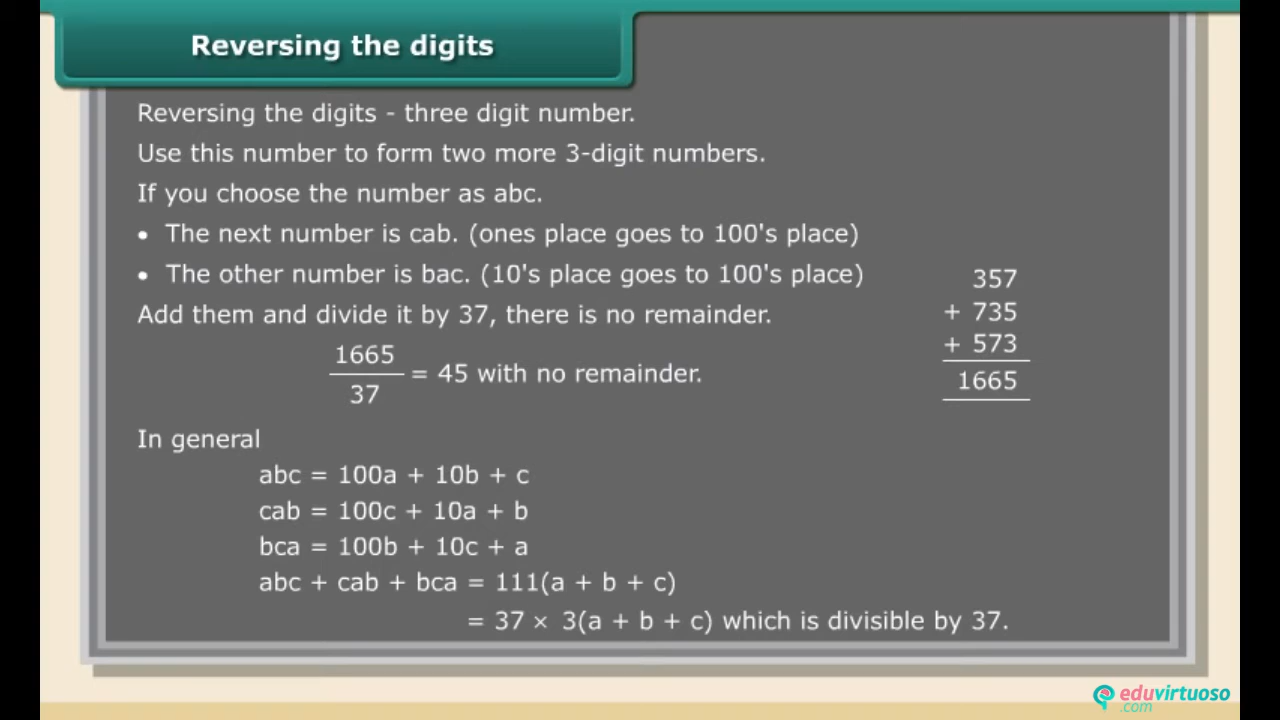 Reversing the digits
Reversing the digits - three digit number.
Use this number to form two more 3-digit numbers.
If you choose the number as abc.
• The next number is cab. (ones place goes to 100's place)
• The other number is bac. (10's place goes to 100's place)
Add them and divide it by 37, there is no remainder.
357
+ 735
+ 573
1665
1665
37
= 45 with no remainder.
In general
abc = 100a + 10b + c
cab = 100c + 10a + b
bca = 100b + 10c + a
abc + cab + bca = 111(a + b + c)
= 37 × 3(a + b + c) which is divisible by 37.
eduvirtuoso
.com